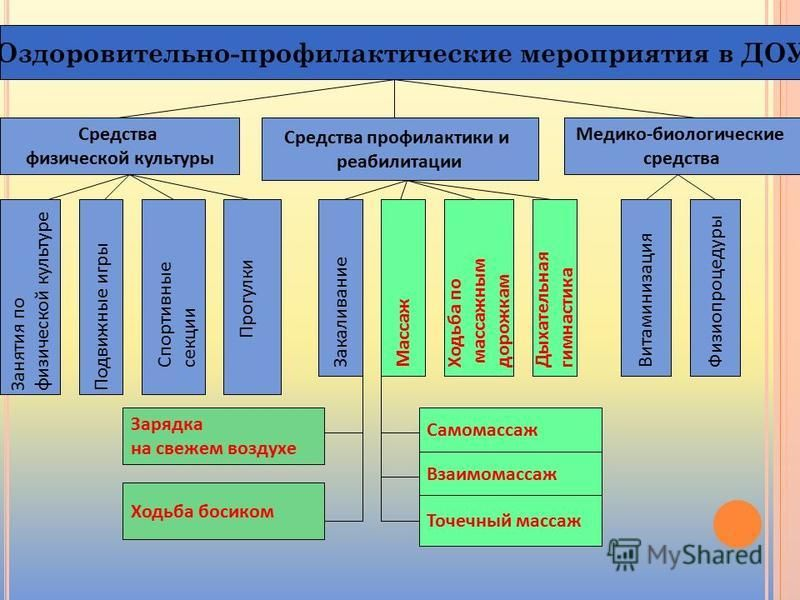 Оздоровительно-профилактические мероприятия в ДОУ
Средства
физической культуры
Средства профилактики и
реабилитации
Медико-биологические
средства
Занятия по
физической культуре
Подвижные игры
Спортивные
секции
Прогулки
Закаливание
Массаж
Ходьба по
массажным
дорожкам
Дыхательная
гимнастика
Витаминизация
Физиопроцедуры
Зарядка
на свежем воздухе
Ходьба босиком
Самомассаж
Взаимомассаж
Точечный массаж
MyShared